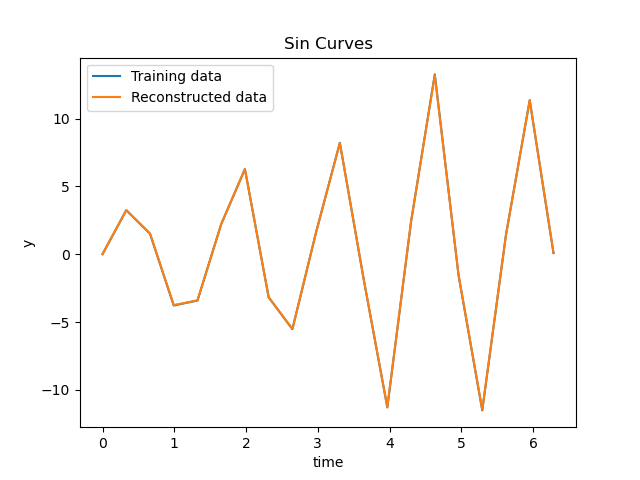 Sin Curves
Training data
Reconstructed data
10
5
0
−5
−10
y
0 1 2 3 4 5 6
time